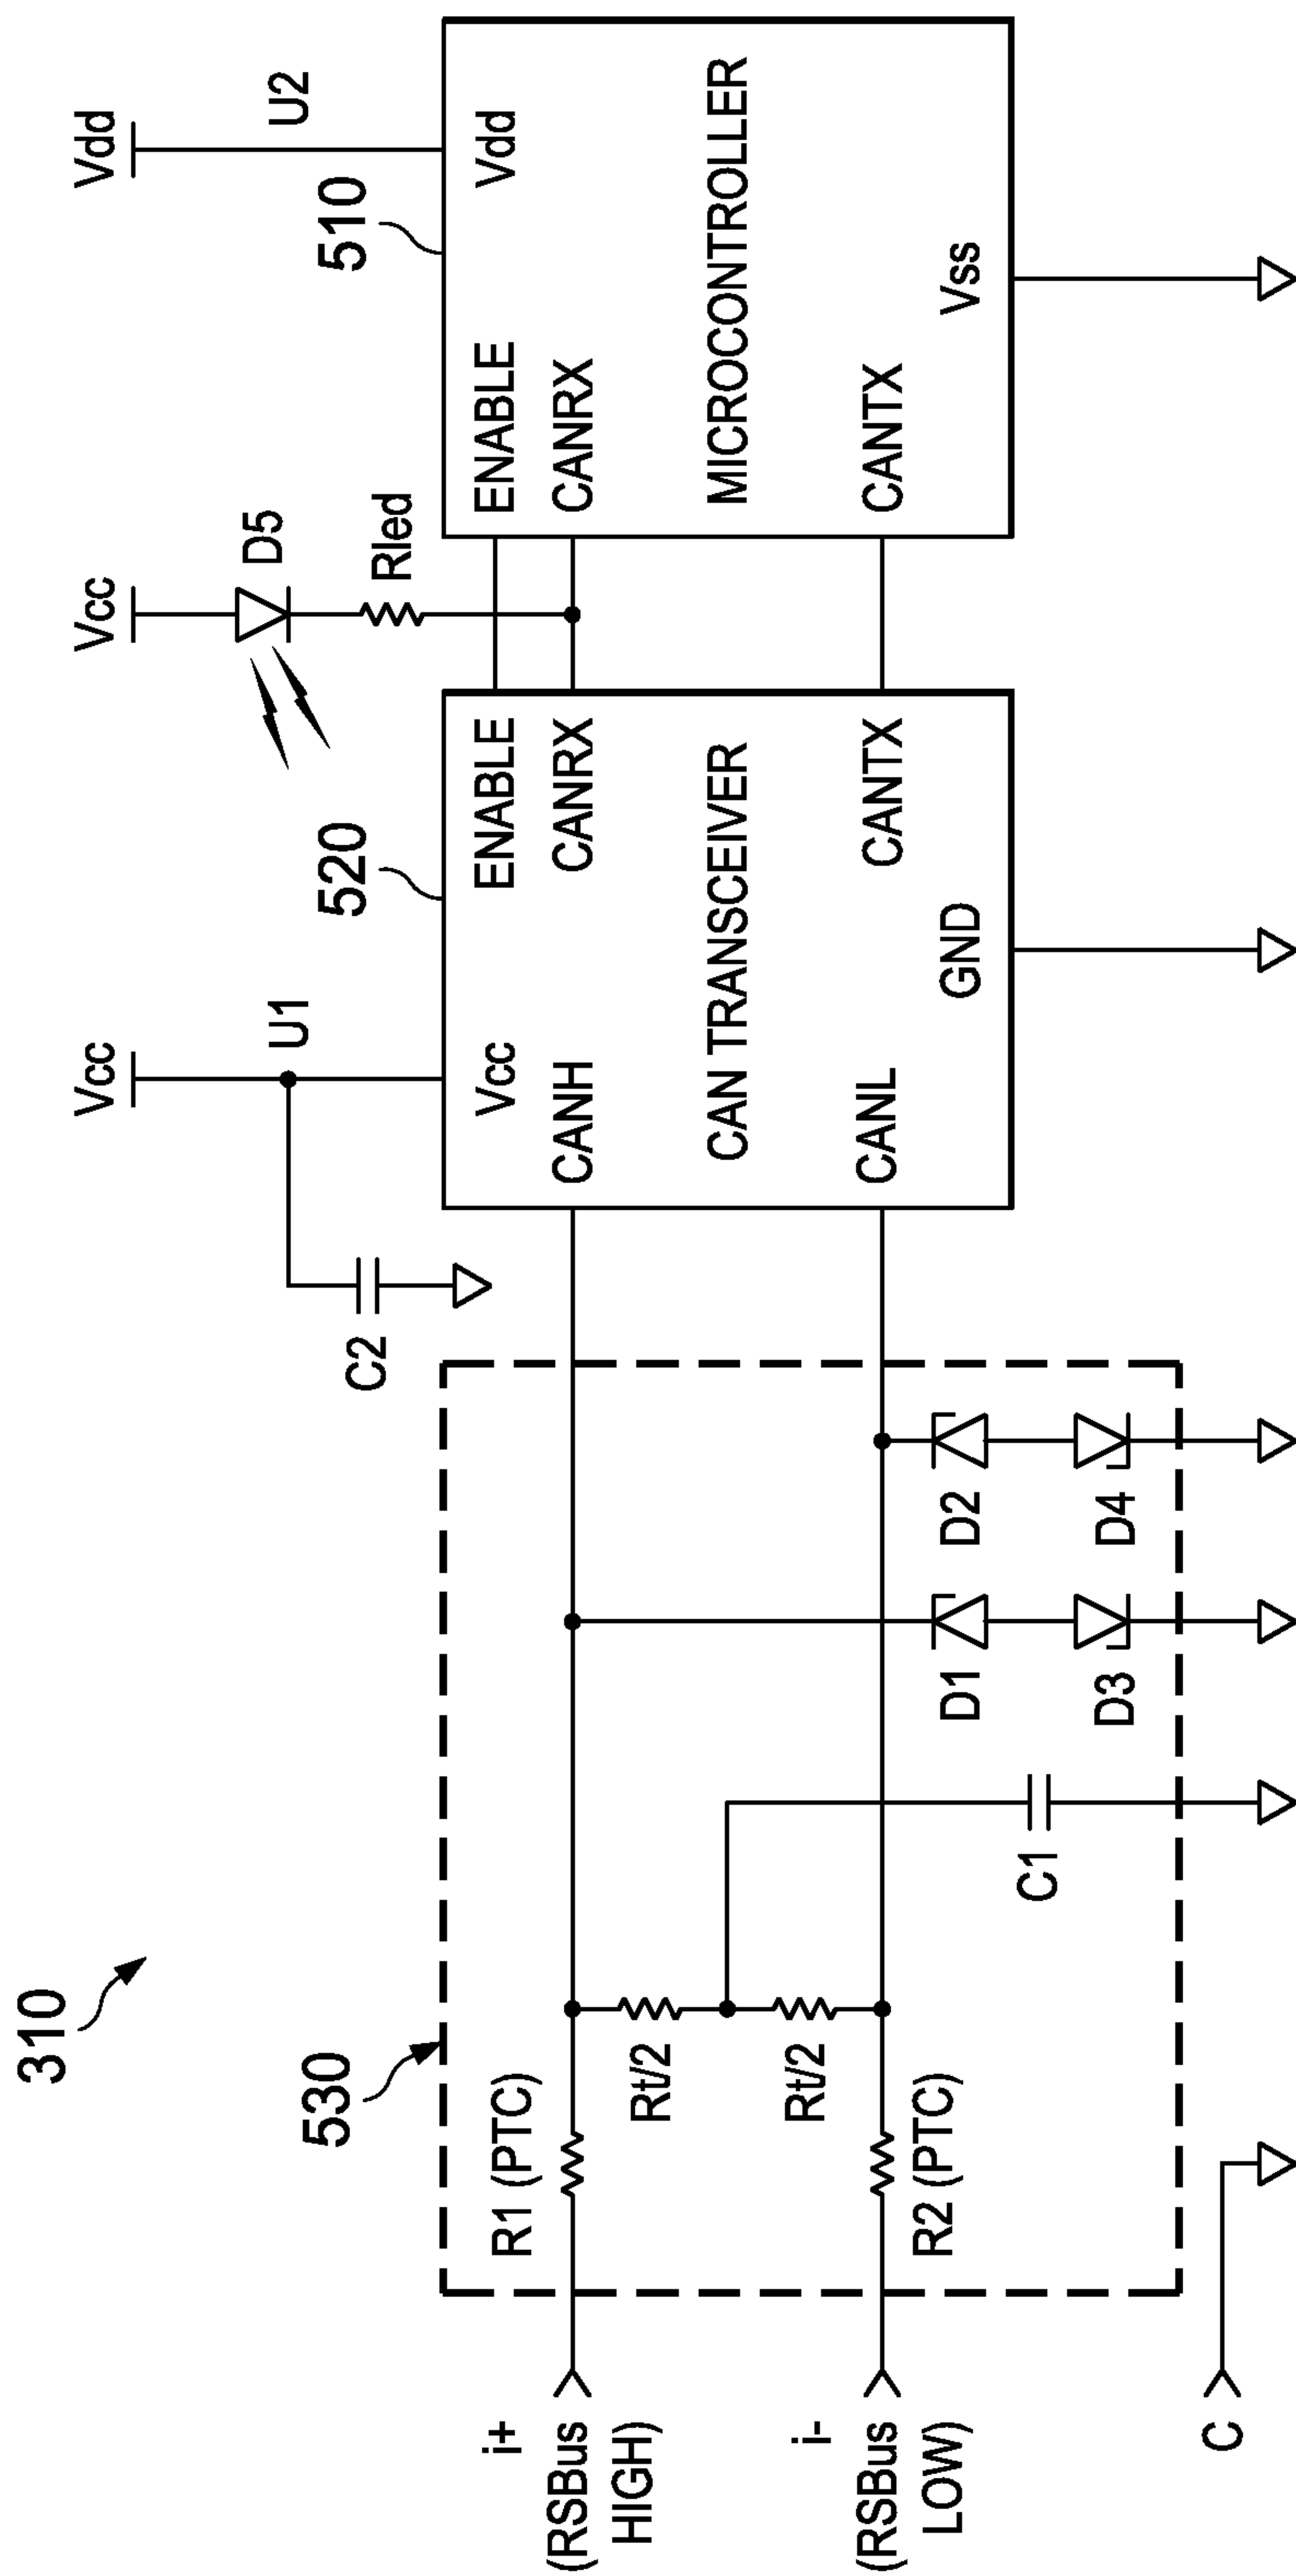 310
530
i+
(RSBus
HIGH)
i-
(RSBus
LOW)
C
R1 (PTC)
Rt/2
Rt/2
R2 (PTC)
C1
D1
D3
D2
D4
C2
Vcc
U1
520
Vcc
CANH
ENABLE
CANRX
CAN TRANSCEIVER
CANL
CANTX
GND
Vcc
D5
Rled
Vdd
U2
510
ENABLE
Vdd
CANRX
MICROCONTROLLER
CANTX
Vss